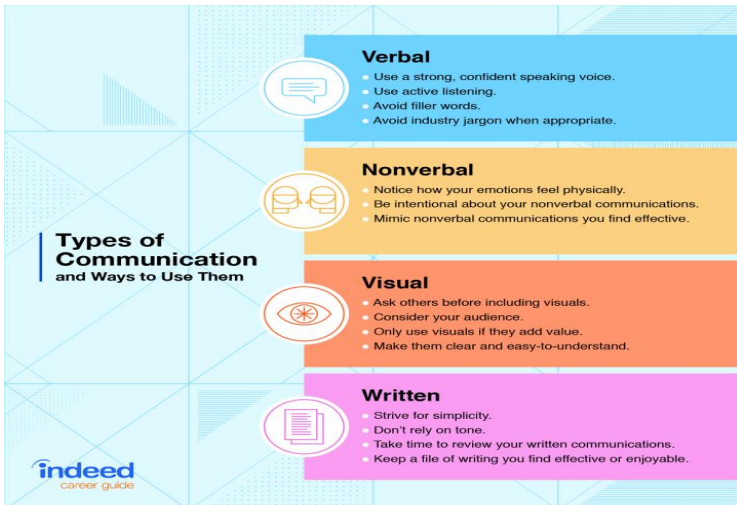 Types of
Communication
and Ways to Use Them
Verbal
Use a strong, confident speaking voice.
Use active listening.
Avoid filler words.
Avoid industry jargon when appropriate.
Nonverbal
Notice how your emotions feel physically.
Be intentional about your nonverbal communications.
Mimic nonverbal communications you find effective.
Visual
Ask others before including visuals.
Consider your audience.
Only use visuals if they add value.
Make them clear and easy-to-understand.
Written
Strive for simplicity.
Don't rely on tone.
Take time to review your written communications.
Keep a file of writing you find effective or enjoyable.
indeed
career guide